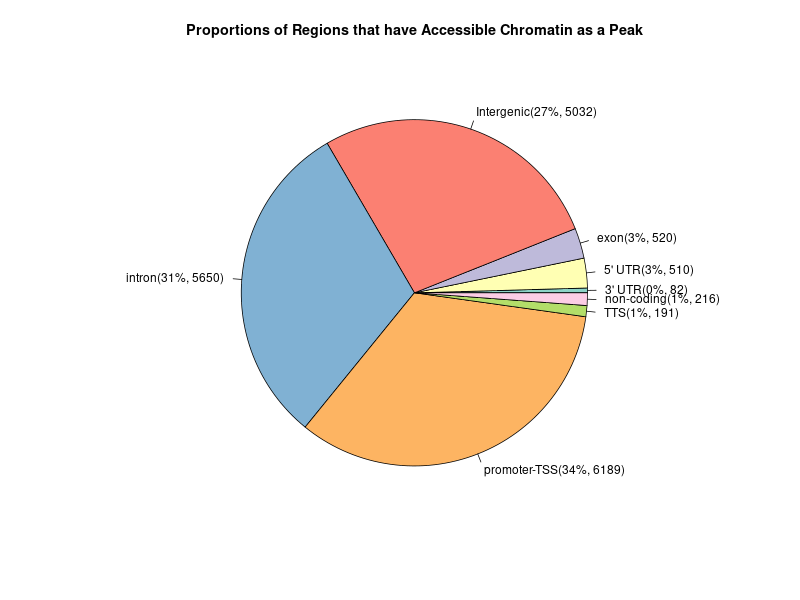 Proportions of Regions that have Accessible Chromatin as a Peak
Intergenic(27%, 5032)
exon(3%, 520)
5' UTR(3%, 510)
intron(31%, 5650)
3' UTR(0%, 82)
non-coding(1%, 216)
TTS(1%, 191)
promoter-TSS(34%, 6189)